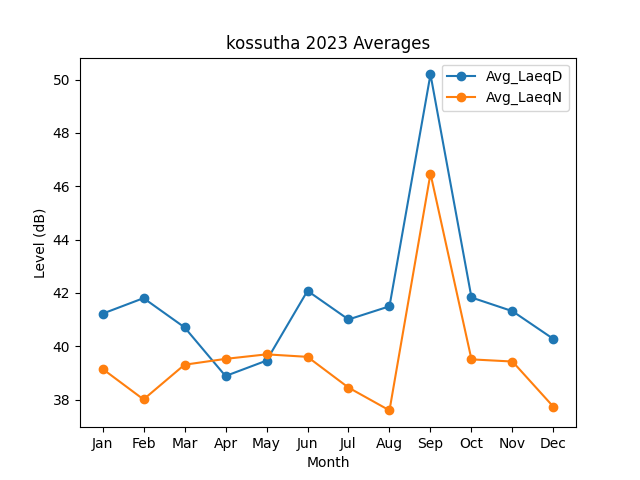 kossutha 2023 Averages
Avg_LaeqD
Avg_LaeqN
Level (dB)
50
48
46
44
42
40
38
Jan Feb Mar Apr May Jun Jul Aug Sep Oct Nov Dec
Month